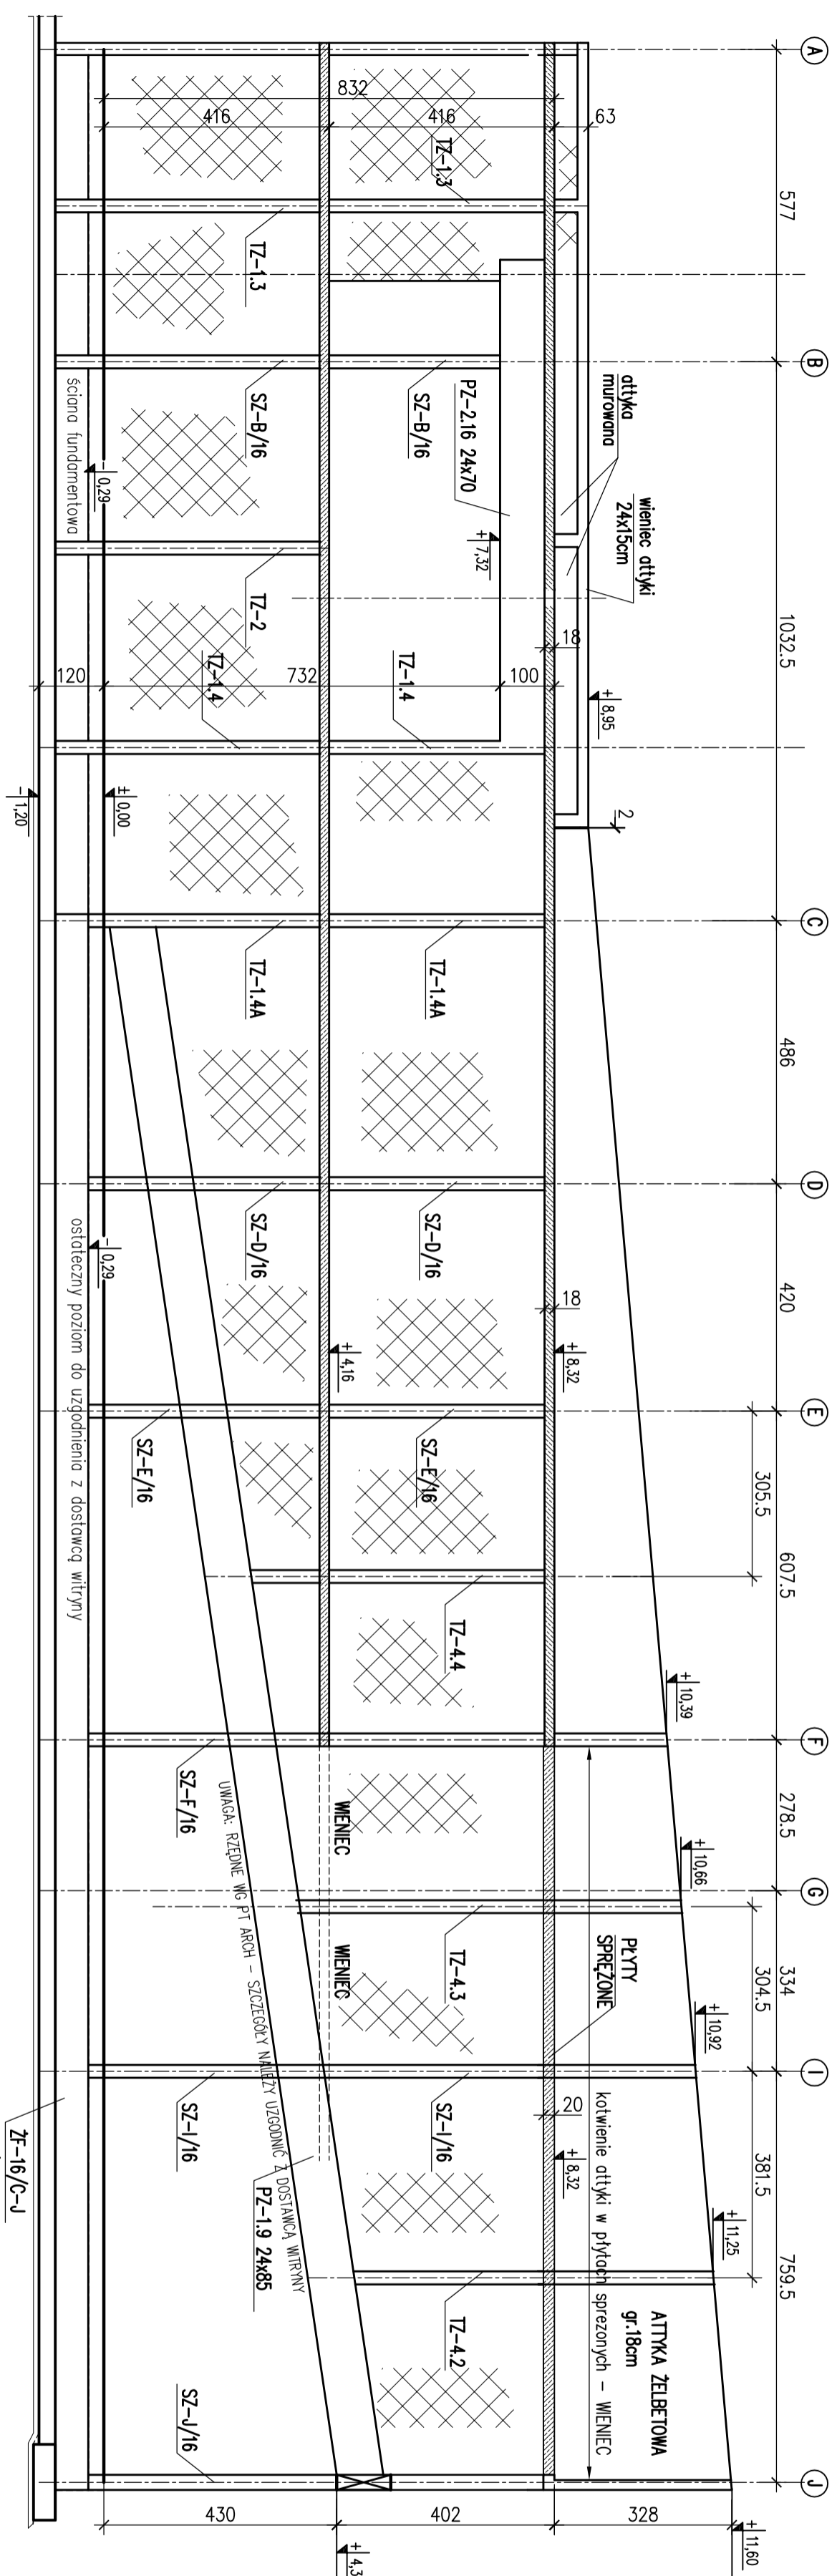 A
B
C
D
E
F
G
I
J
577
1032.5
486
420
607.5
278.5
334
759.5
305.5
304.5
381.5
832
416
416
63
TZ-1.3
TZ-1.3
SZ-B/16
SZ-B/16
PZ-2.16 24x70
+ 7,32
attyka
murowana
wieniec attyki
24x15cm
+ 8,95
18
2
TZ-2
TZ-1.4
TZ-1.4
120
732
100
ściana fundamentowa
- 0,29
± 0,00
- 1,20
TZ-1.4A
TZ-1.4A
SZ-D/16
SZ-D/16
- 0,29
+ 4,16
18
+ 8,32
ostateczny poziom do uzgodnienia z dostawcą witryny
SZ-E/16
SZ-E/16
TZ-4.4
+ 10,39
+ 10,66
+ 10,92
+ 11,25
+ 11,60
SZ-F/16
WIENIEC
WIENIEC
TZ-4.3
PŁYTY
SPRĘŻONE
UWAGA: RZĘDNE WG PT ARCH - SZCZEGÓŁY NALEŻY UZGODNIĆ Z DOSTAWCĄ WITRYNY
SZ-I/16
SZ-I/16
20
+ 8,32
kotwienie attyki w płytach sprezonych - WIENIEC
PZ-1.9 24x85
TZ-4.2
ATTYKA ŻELBETOWA
gr.18cm
SZ-J/16
ŻF-16/C-J
430
402
328
+ 4,3